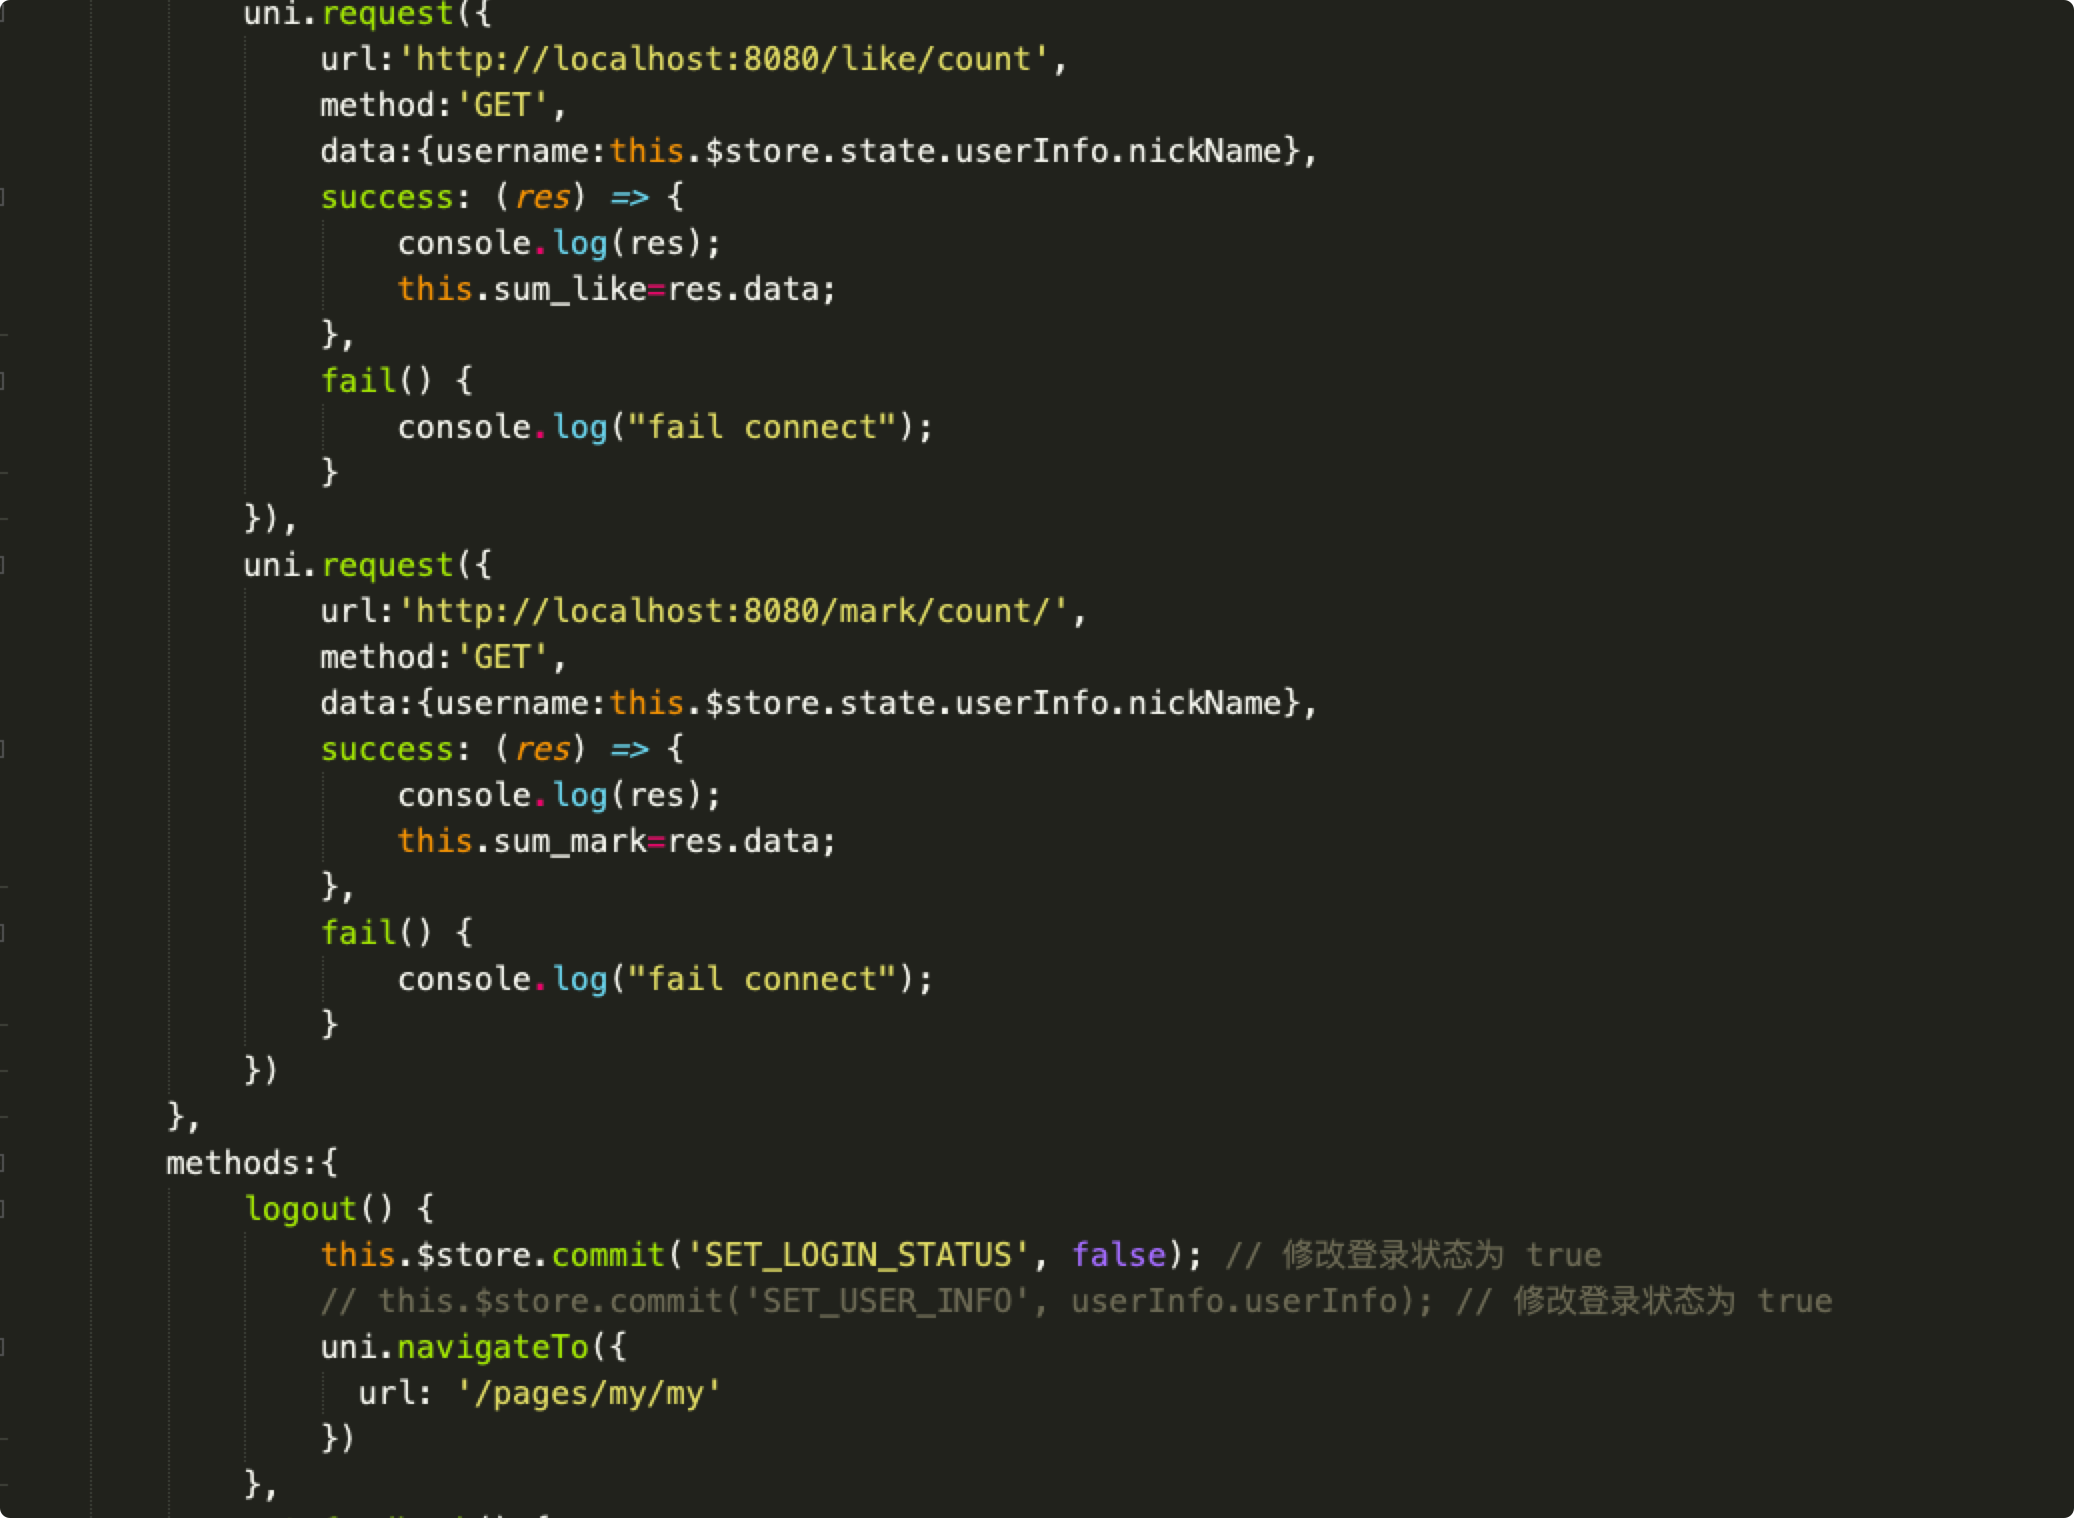 uni.request({
url:'http://localhost:8080/like/count',
method:'GET',
data:{username:this.$store.state.userInfo.nickName},
success: (res) => {
console.log(res);
this.sum_like=res.data;
},
fail() {
console.log("fail connect");
}
}),
uni.request({
url:'http://localhost:8080/mark/count/',
method:'GET',
data:{username:this.$store.state.userInfo.nickName},
success: (res) => {
console.log(res);
this.sum_mark=res.data;
},
fail() {
console.log("fail connect");
}
})
},
methods:{
logout() {
this.$store.commit('SET_LOGIN_STATUS', false); // 修改登录状态为 true
// this.$store.commit('SET_USER_INFO', userInfo.userInfo); // 修改登录状态为 true
uni.navigateTo({
url: '/pages/my/my'
})
},